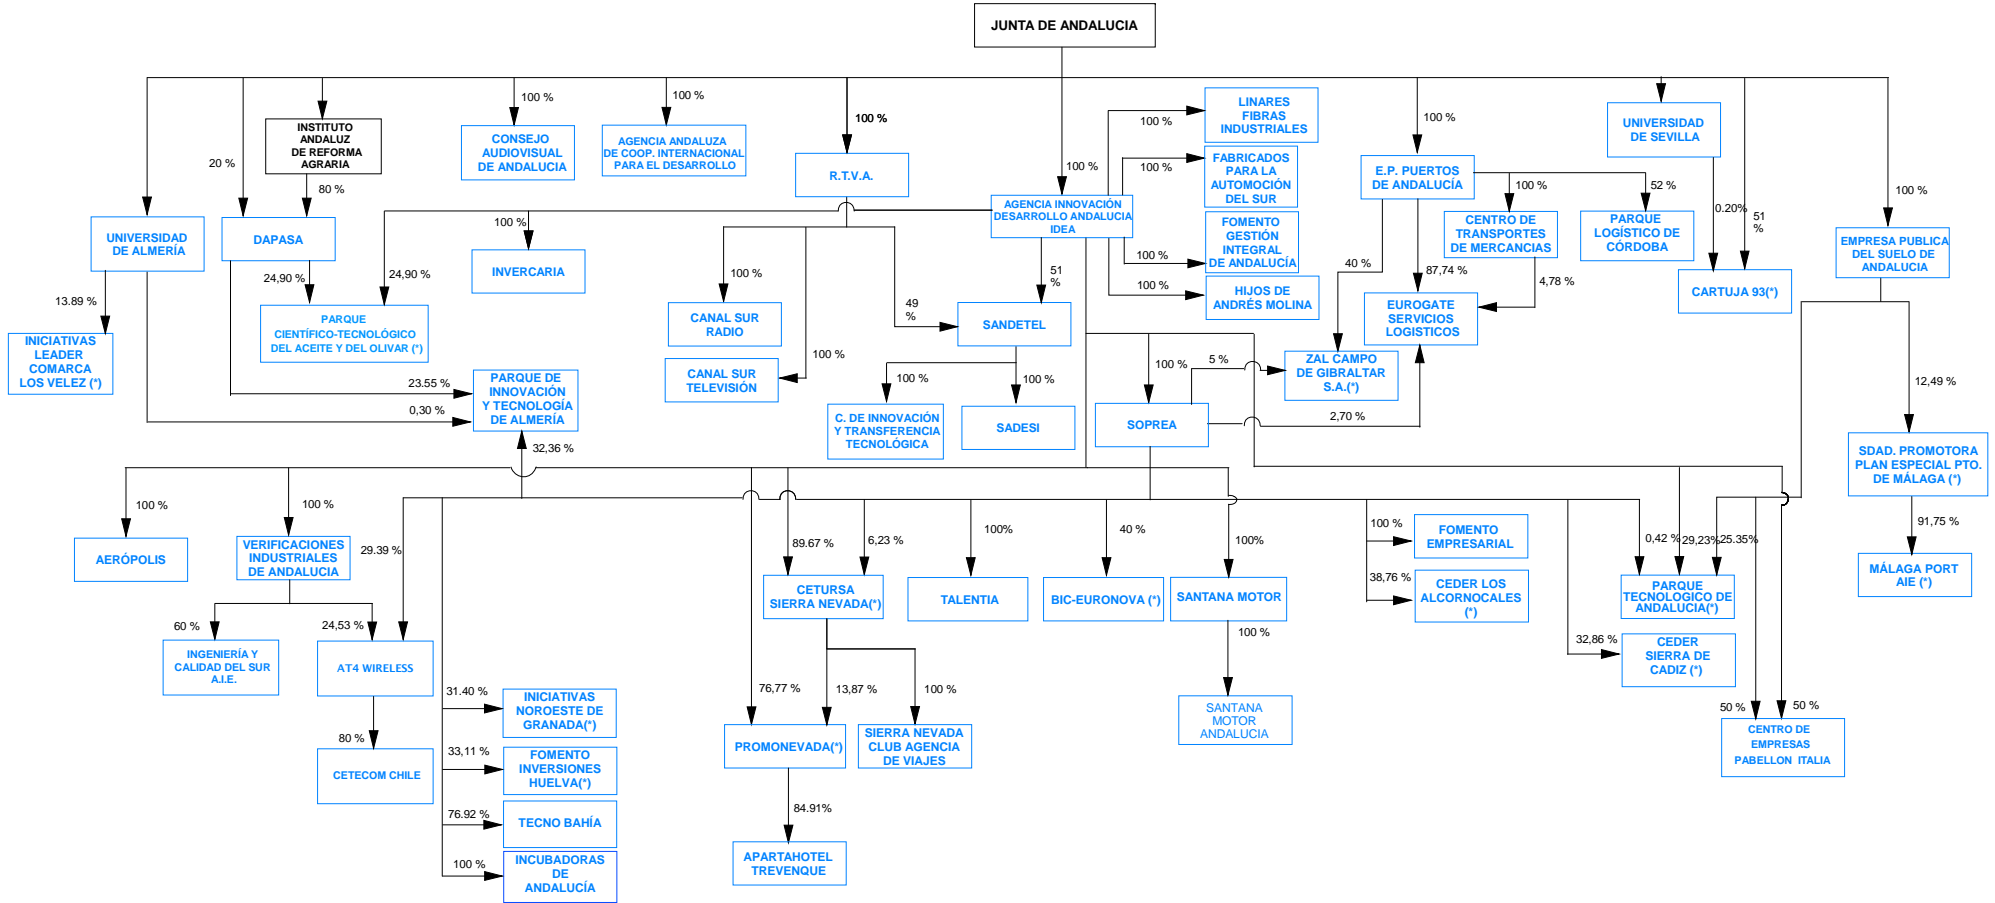 JUNTA DE ANDALUCIA
100 %
100 %
100 %
100 %
100 %
100 %
100 %
100 %
20 %
80 %
INSTITUTO
ANDALUZ
DE REFORMA
AGRARIA
CONSEJO
AUDIOVISUAL
DE ANDALUCIA
AGENCIA ANDALUZA
DE COOP. INTERNACIONAL
PARA EL DESARROLLO
R.T.V.A.
LINARES
FIBRAS
INDUSTRIALES
FABRICADOS
PARA LA
AUTOMOCIÓN
DEL SUR
E.P. PUERTOS
DE ANDALUCÍA
UNIVERSIDAD
DE SEVILLA
100 %
52 %
0.20%
51
%
100 %
UNIVERSIDAD
DE ALMERÍA
DAPASA
100 %
INVERCARIA
AGENCIA INNOVACIÓN
DESARROLLO ANDALUCIA
IDEA
FOMENTO
GESTIÓN
INTEGRAL
DE ANDALUCÍA
100 %
100 %
HIJOS DE
ANDRÉS MOLINA
CENTRO DE
TRANSPORTES
DE MERCANCIAS
PARQUE
LOGÍSTICO DE
CÓRDOBA
EMPRESA PUBLICA
DEL SUELO DE
ANDALUCIA
CARTUJA 93(*)
13.89 %
24,90 %
24,90 %
100 %
49
%
51
%
40 %
87,74 %
4,78 %
INICIATIVAS
LEADER
COMARCA
LOS VELEZ (*)
PARQUE
CIENTÍFICO-TECNOLÓGICO
DEL ACEITE Y DEL OLIVAR (*)
CANAL SUR
RADIO
SANDETEL
EUROGATE
SERVICIOS
LOGISTICOS
100 %
CANAL SUR
TELEVISIÓN
100 %
100 %
100 %
5 %
ZAL CAMPO
DE GIBRALTAR
S.A.(*)
12,49 %
23.55 %
0,30 %
PARQUE DE
INNOVACIÓN
Y TECNOLOGÍA
DE ALMERÍA
C. DE INNOVACIÓN
Y TRANSFERENCIA
TECNOLÓGICA
SADESI
SOPREA
2,70 %
32,36 %
SDAD. PROMOTORA
PLAN ESPECIAL PTO.
DE MÁLAGA (*)
100 %
100 %
29.39 %
89.67 %
6,23 %
100%
40 %
100%
100 %
0,42 %
29,23%
25.35%
91,75 %
AERÓPOLIS
VERIFICACIONES
INDUSTRIALES
DE ANDALUCIA
FOMENTO
EMPRESARIAL
MÁLAGA PORT
AIE (*)
CETURSA
SIERRA NEVADA(*)
TALENTIA
BIC-EURONOVA (*)
SANTANA MOTOR
38,76 %
CEDER LOS
ALCORNOCALES
(*)
PARQUE
TECNOLOGICO DE
ANDALUCIA(*)
60 %
24,53 %
100 %
32,86 %
INGENIERÍA Y
CALIDAD DEL SUR
A.I.E.
AT4 WIRELESS
CEDER
SIERRA DE
CADIZ (*)
31.40 %
INICIATIVAS
NOROESTE DE
GRANADA(*)
76,77 %
13,87 %
100 %
SANTANA
MOTOR
ANDALUCIA
50 %
50 %
80 %
33,11 %
PROMONEVADA(*)
SIERRA NEVADA
CLUB AGENCIA
DE VIAJES
CENTRO DE
EMPRESAS
PABELLON  ITALIA
CETECOM CHILE
FOMENTO
INVERSIONES
HUELVA(*)
76.92 %
TECNO BAHÍA
84.91%
100 %
INCUBADORAS
DE
ANDALUCÍA
APARTAHOTEL
TREVENQUE